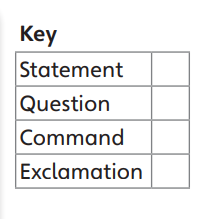 Key
Statement
Question
Command
Exclamation